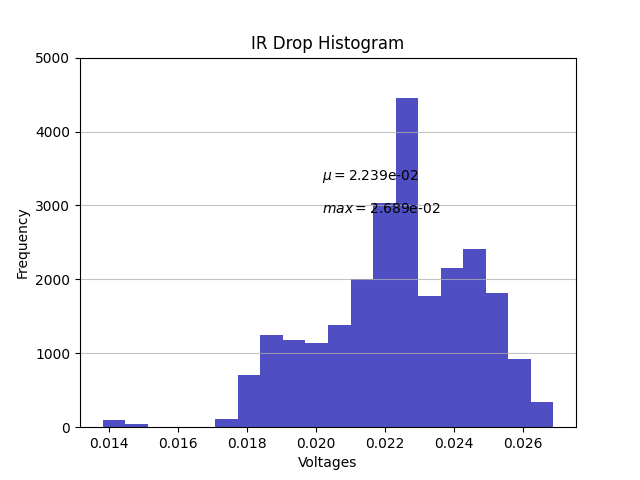 IR Drop Histogram
5000
4000
3000
2000
1000
0
Frequency
μ = 2.239e-02
max = 2.689e-02
0.014 0.016 0.018 0.020 0.022 0.024 0.026
Voltages